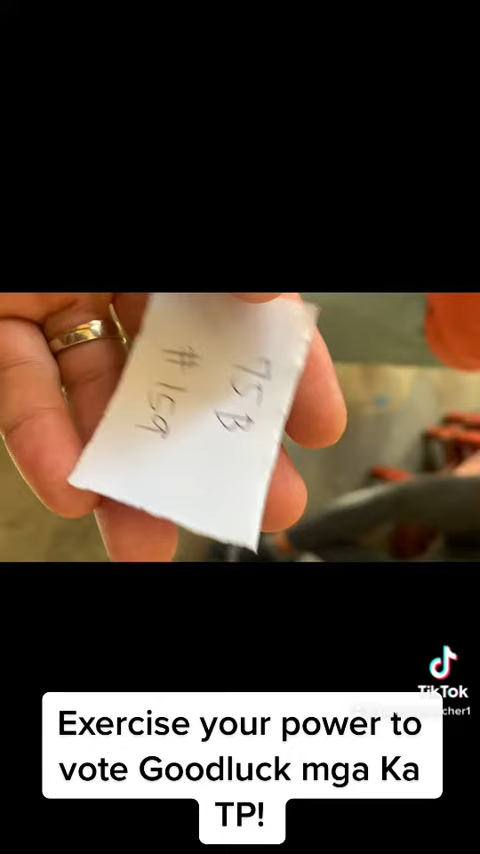 75B
#159
TikTok
Exercise your power to
vote Goodluck mga Ka
TP!